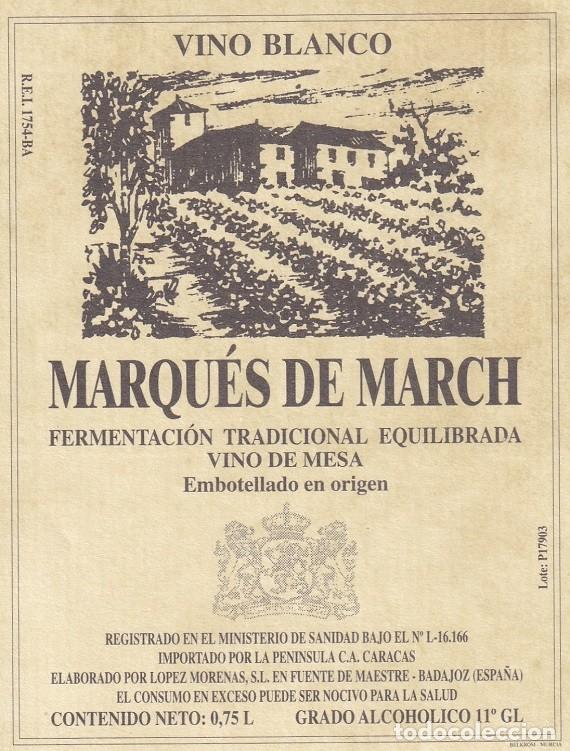 VINO BLANCO
R.E.I. 1754-BA
MARQUÉS DE MARCH
FERMENTACIÓN TRADICIONAL EQUILIBRADA
VINO DE MESA
Embotellado en origen
Lote: P17903
REGISTRADO EN EL MINISTERIO DE SANIDAD BAJO EL Nº L-16.166
IMPORTADO POR LA PENINSULA C.A. CARACAS
ELABORADO POR LOPEZ MORENAS, S.L. EN FUENTE DE MAESTRE - BADAJOZ (ESPAÑA)
EL CONSUMO EN EXCESO PUEDE SER NOCIVO PARA LA SALUD
CONTENIDO NETO: 0,75 L GRADO ALCOHOLICO 11º GL
BELKROM - MURCIA
todocoleccion